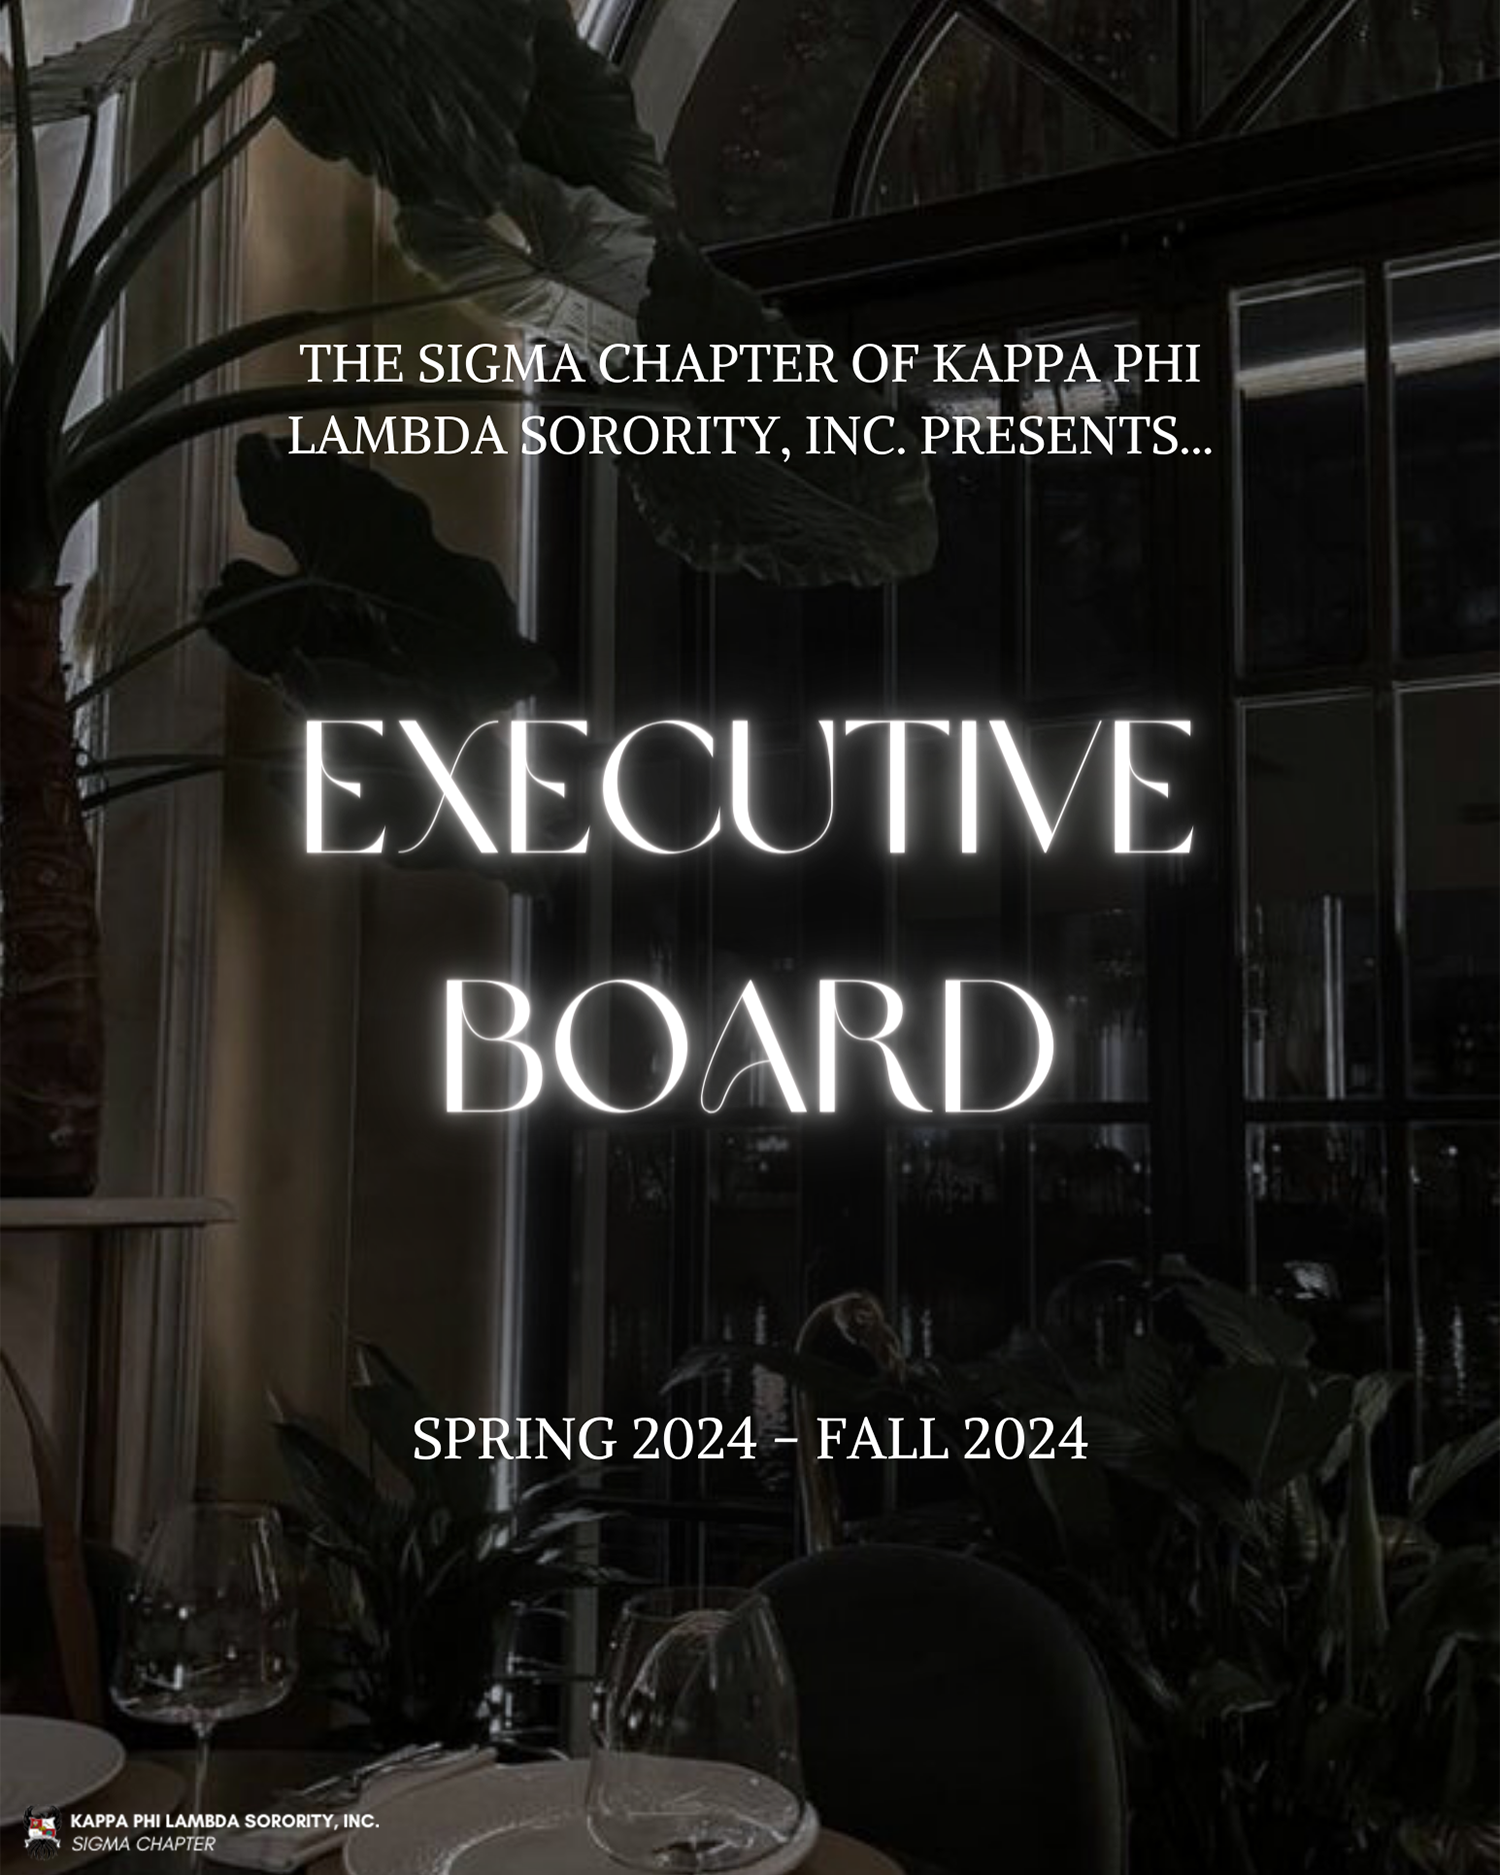 THE SIGMA CHAPTER OF KAPPA PHI
LAMBDA SORORITY, INC. PRESENTS...
EXECUTIVE
BOARD
SPRING 2024 – FALL 2024
KAPPA PHI LAMBDA SORORITY, INC.
SIGMA CHAPTER